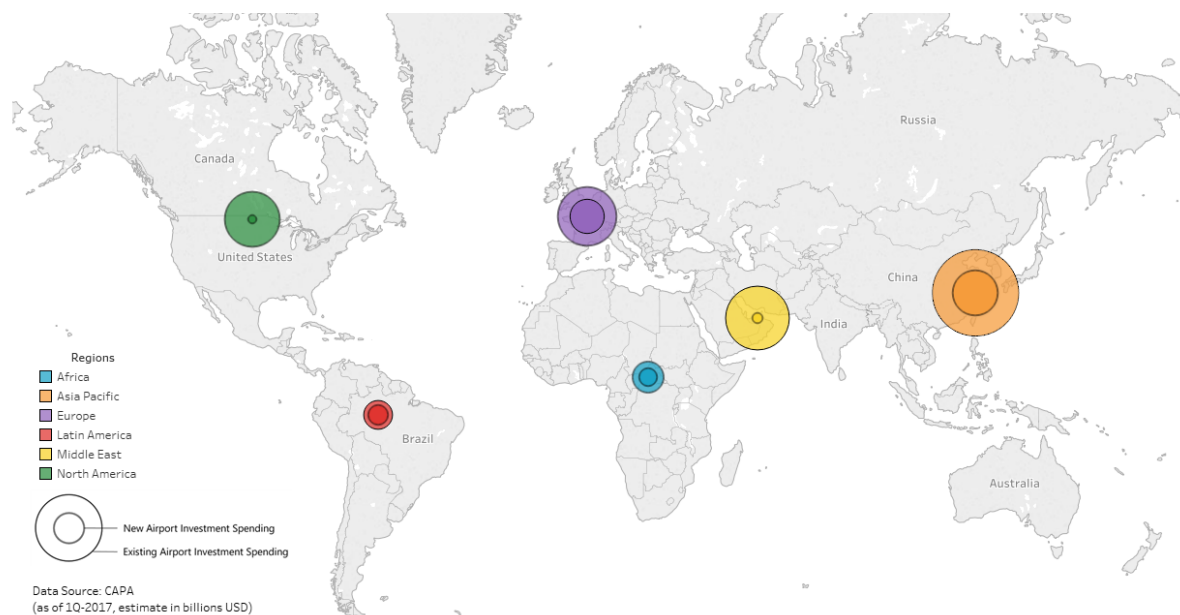 Russia
Canada
United States
China
India
Brazil
Australia
Regions
Africa
Asia Pacific
Europe
Latin America
Middle East
North America
New Airport Investment Spending
Existing Airport Investment Spending
Data Source: CAPA
(as of 1Q-2017, estimate in billions USD)